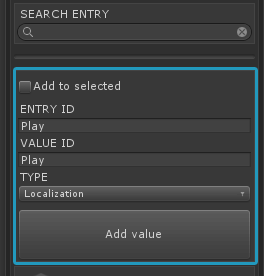 SEARCH ENTRY
Add to selected
ENTRY ID
Play
VALUE ID
Play
TYPE
Localization
Add value